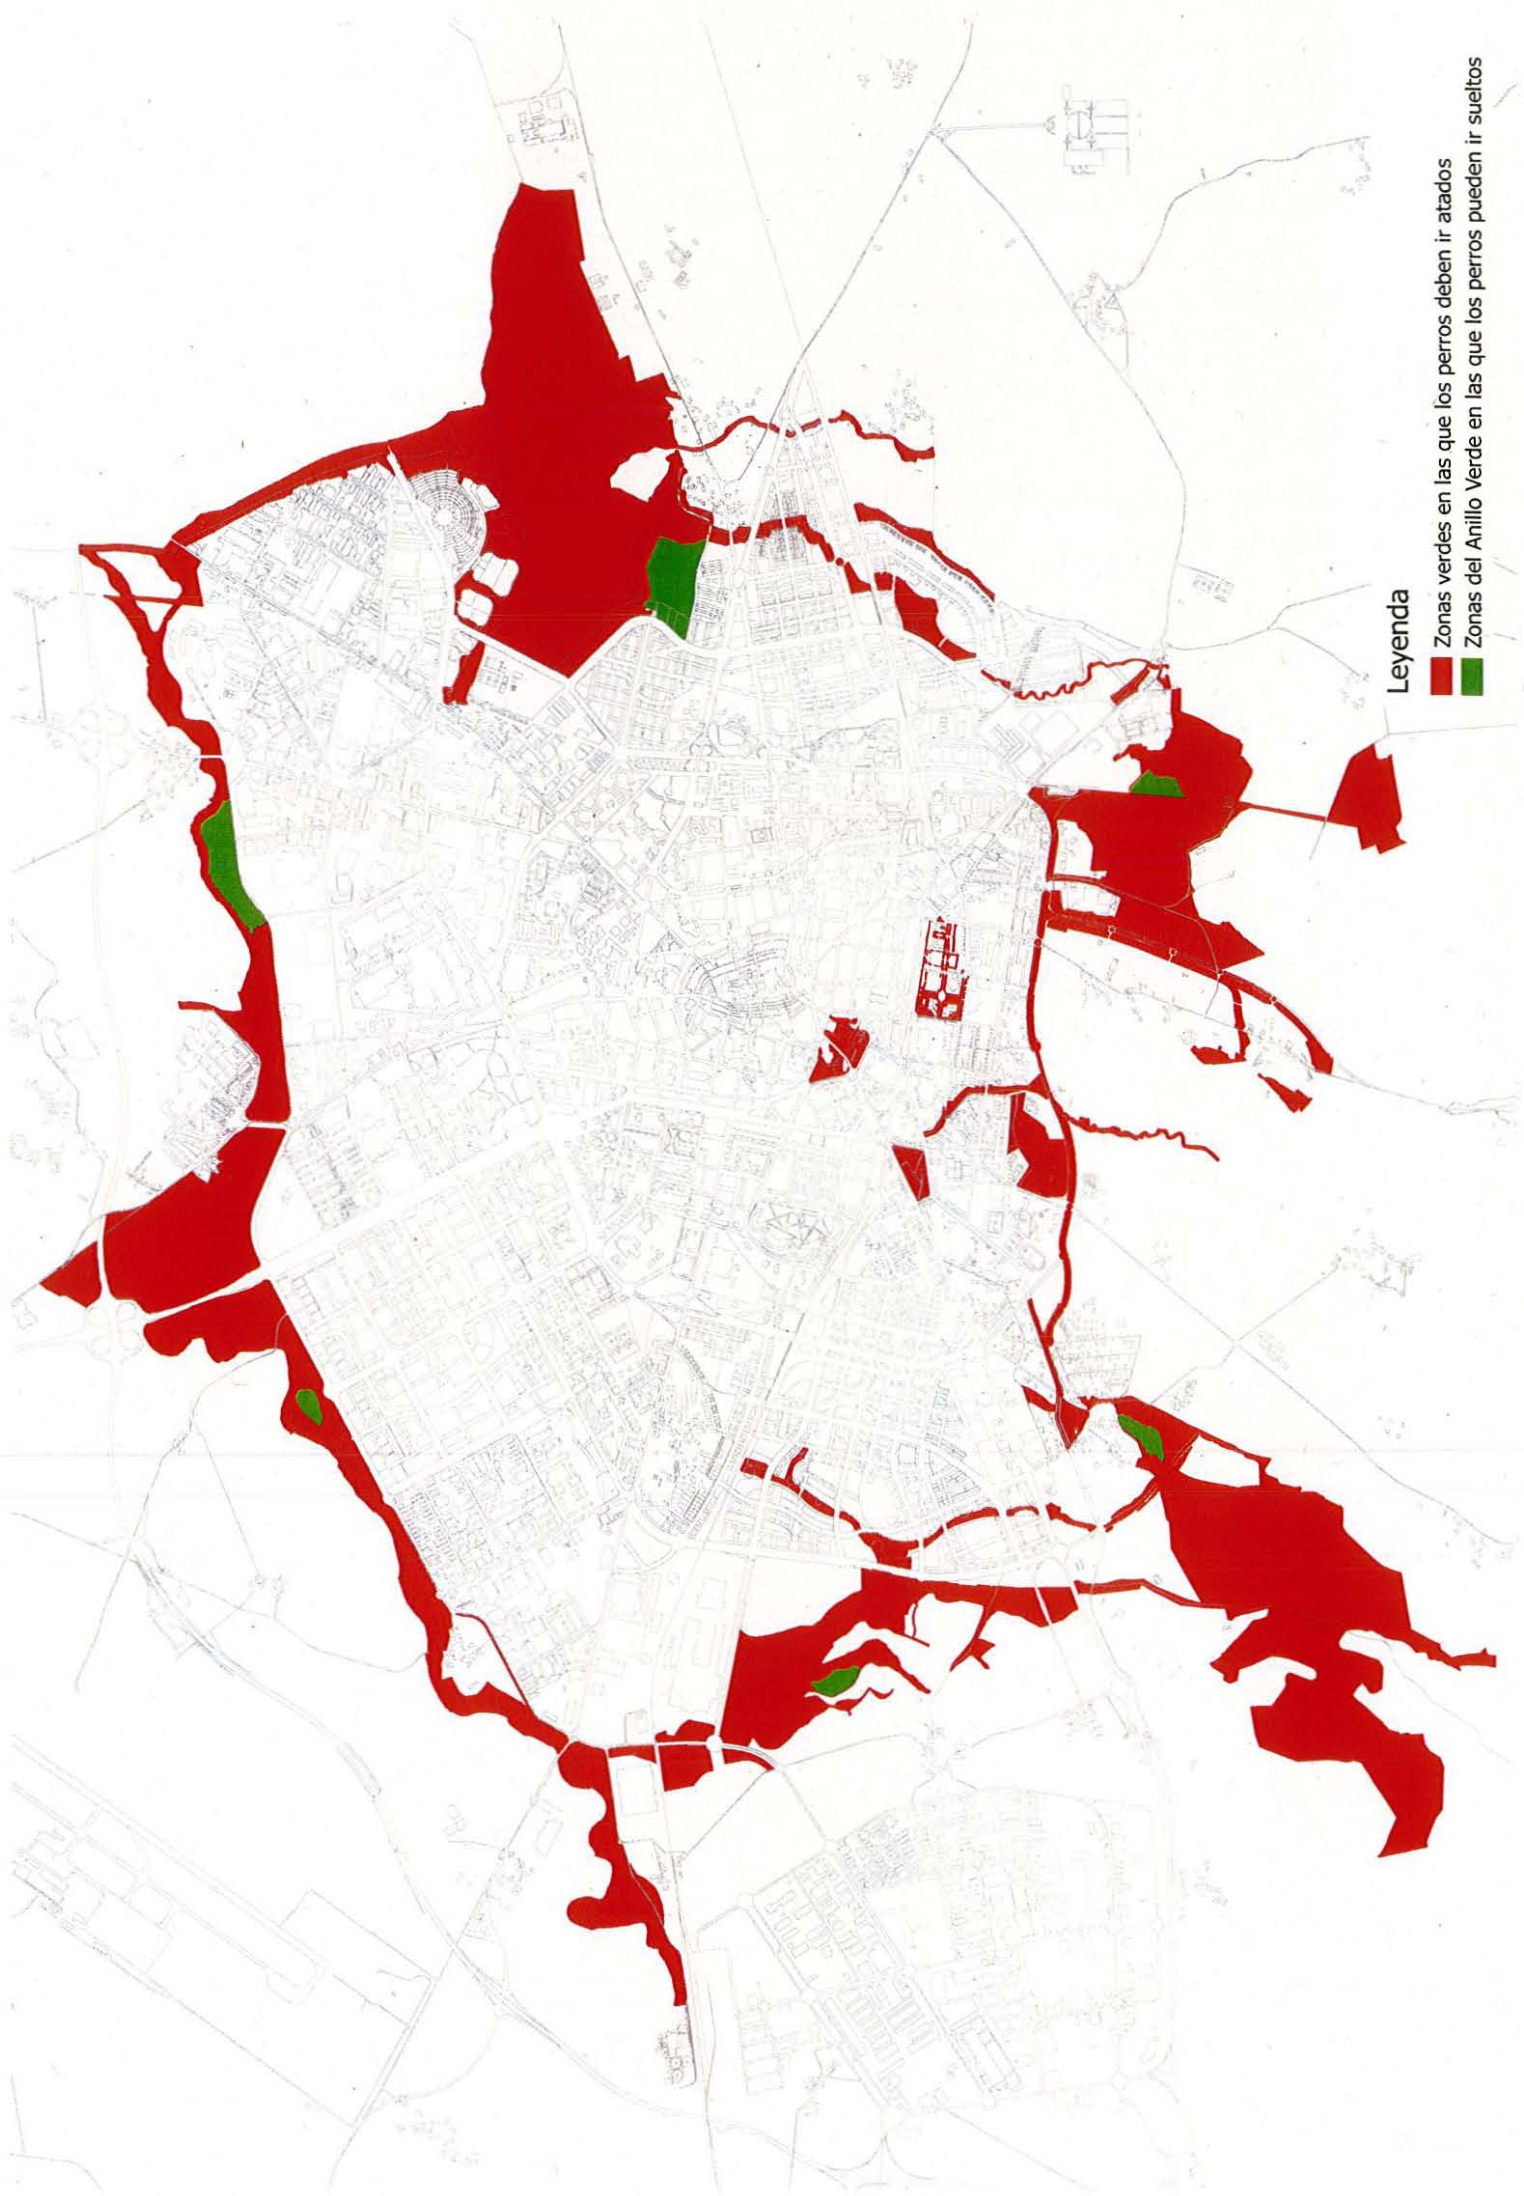 Leyenda
Zonas verdes en las que los perros deben ir atados
Zonas del Anillo Verde en las que los perros pueden ir sueltos